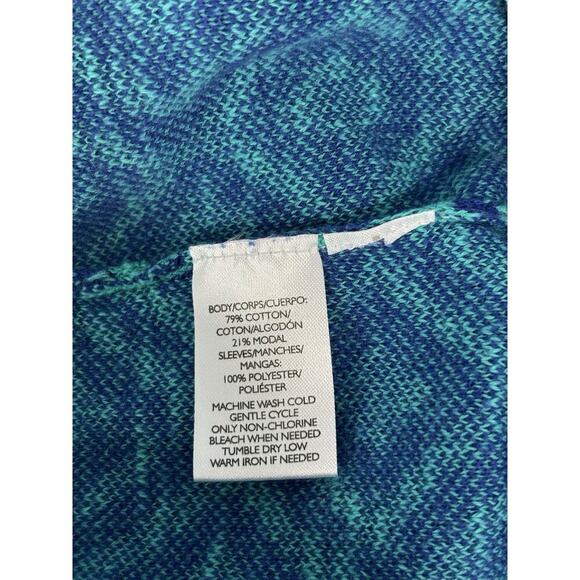 BODY/CORPS/CUERPO:
79% COTTON/
COTON/ALGODÓN
21% MODAL
SLEEVES/MANCHES/
MANGAS:
100% POLYESTER/
POLIÉSTER
MACHINE WASH COLD
GENTLE CYCLE
ONLY NON-CHLORINE
BLEACH WHEN NEEDED
TUMBLE DRY LOW
WARM IRON IF NEEDED